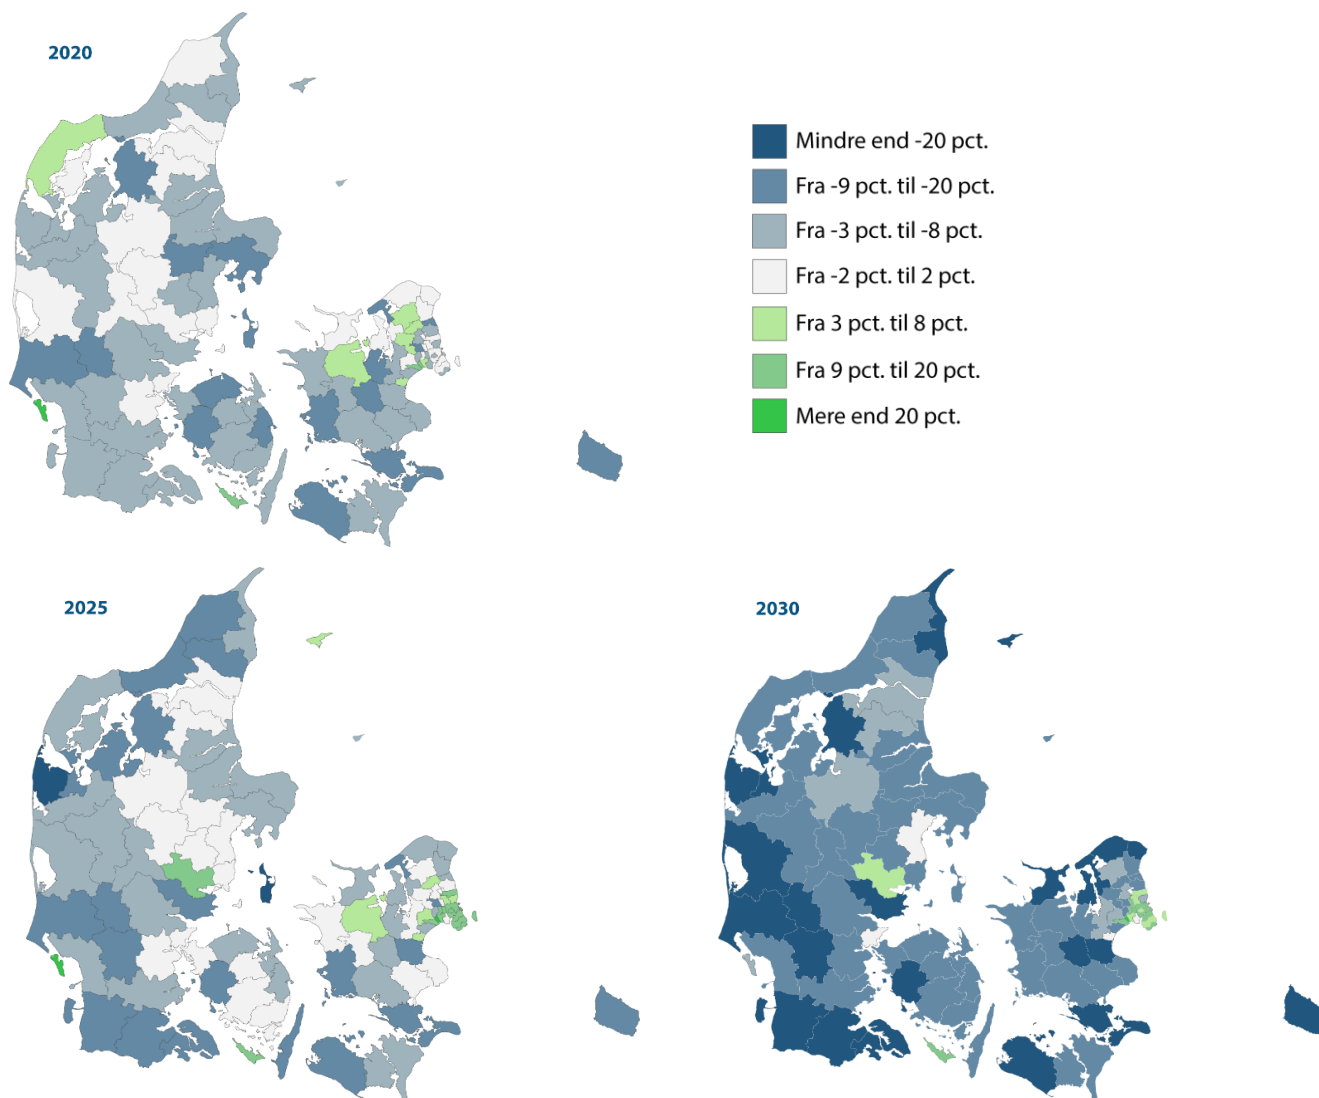 2020
Mindre end -20 pct.
Fra -9 pct. til -20 pct.
Fra -3 pct. til -8 pct.
Fra -2 pct. til 2 pct.
Fra 3 pct. til 8 pct.
Fra 9 pct. til 20 pct.
Mere end 20 pct.
2025
2030